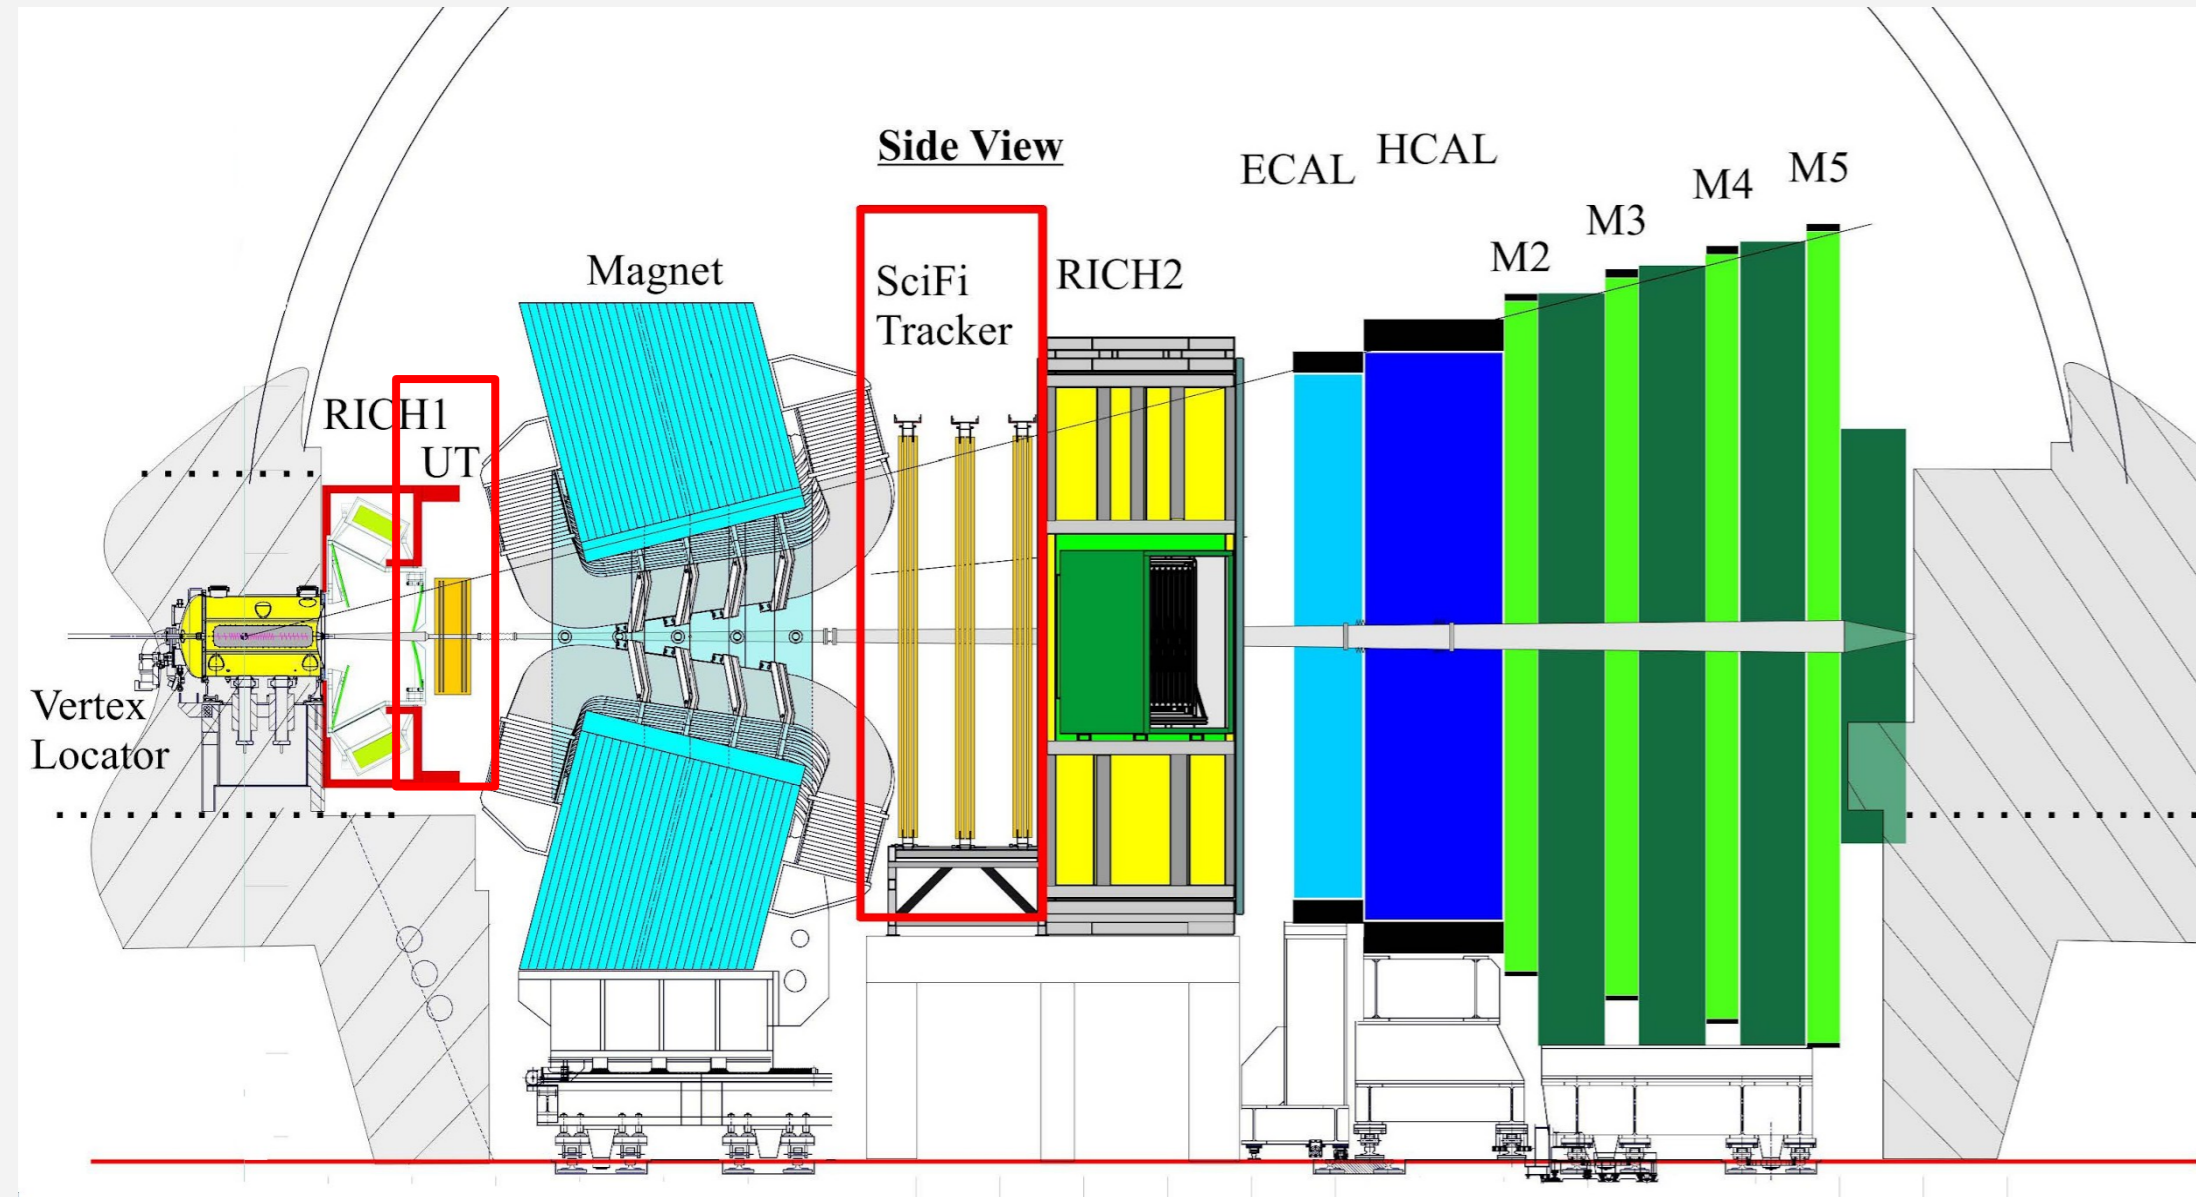 Side View
ECAL
HCAL
M5
M4
M3
M2
Magnet
SciFi
Tracker
RICH2
RICH1
UT
Vertex
Locator